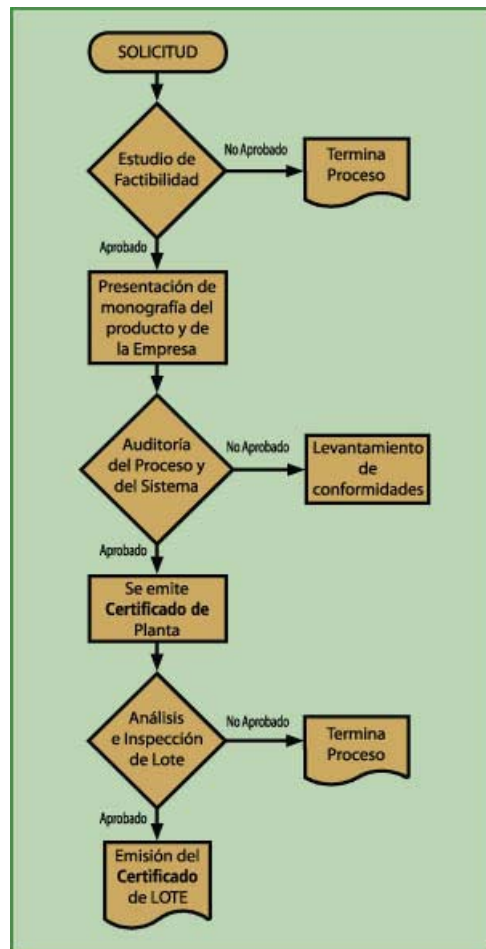 SOLICITUD
Estudio de
Factibilidad
No Aprobado
Termina
Proceso
Aprobado
Presentación de
monografía del
producto y de
la Empresa
Auditoría
del Proceso y
del Sistema
No Aprobado
Levantamiento
de
conformidades
Aprobado
Se emite
Certificado de
Planta
Análisis
e Inspección
de Lote
No Aprobado
Termina
Proceso
Aprobado
Emisión del
Certificado
de LOTE